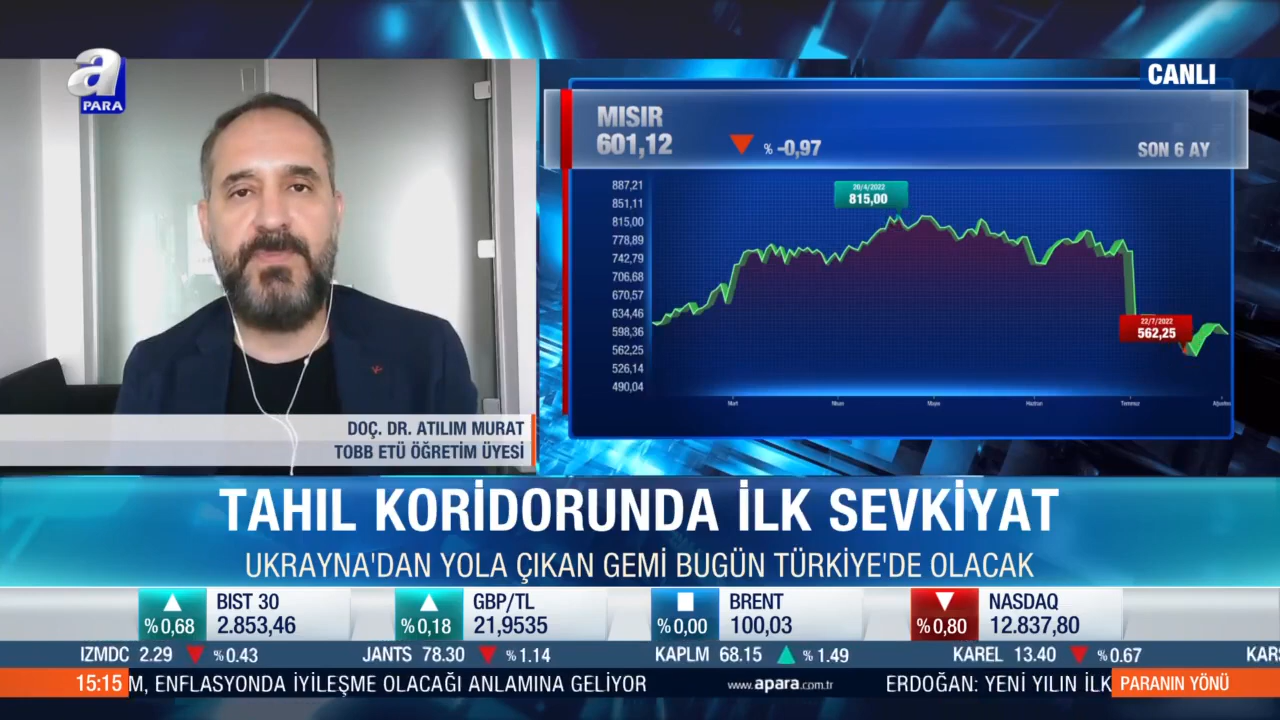 a
PARA
CANLI
MISIR
601,12
% -0,97
SON 6 AY
887,21
851,11
815,00
778,89
742,79
706,68
670,57
634,46
598,36
562,25
526,14
490,04
815,00
22/7/2022
562,25
Mart
Nisan
Mayıs
Haziran
Temmuz
DOÇ. DR. ATILIM MURAT
TOBB ETÜ ÖĞRETİM ÜYESİ
TAHIL KORİDORUNDA İLK SEVKİYAT
UKRAYNA'DAN YOLA ÇIKAN GEMİ BUGÜN TÜRKİYE'DE OLACAK
%0,68 BIST 30 2.853,46
%0,18 GBP/TL 21,9535
%0,00 BRENT 100,03
%0,80 NASDAQ 12.837,80
IZMDC 2.29 %0.43 JANTS 78.30 %1.14 KAPLM 68.15 %1.49 KAREL 13.40 %0.67 KARS
15:15 M, ENFLASYONDA İYİLEŞME OLACAĞI ANLAMINA GELİYOR www.apara.com.tr ERDOĞAN: YENİ YILIN İLK PARANIN YÖNÜ